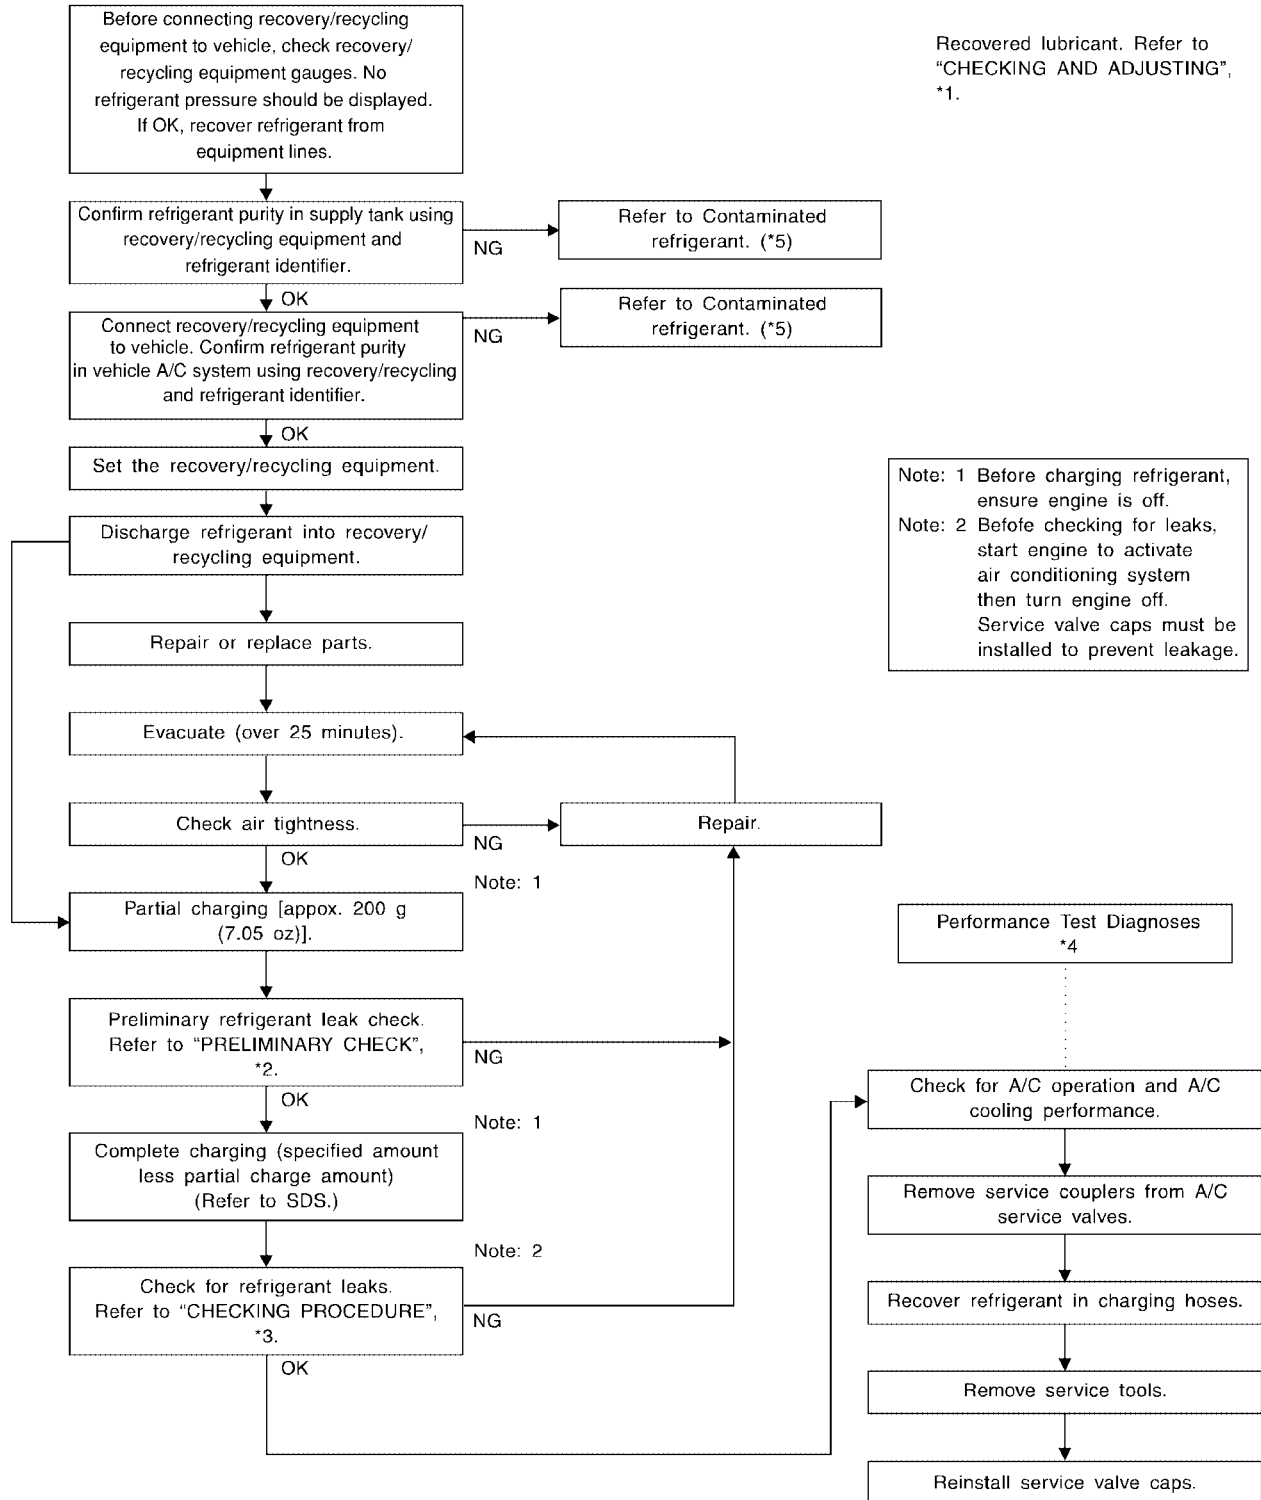 Before connecting recovery/recycling
equipment to vehicle, check recovery/
recycling equipment gauges. No
refrigerant pressure should be displayed.
If OK, recover refrigerant from
equipment lines.
Recovered lubricant. Refer to
“CHECKING AND ADJUSTING”,
*1.
Confirm refrigerant purity in supply tank using
recovery/recycling equipment and
refrigerant identifier.
NG
Refer to Contaminated
refrigerant. (*5)
OK
Connect recovery/recycling equipment
to vehicle. Confirm refrigerant purity
in vehicle A/C system using recovery/recycling
and refrigerant identifier.
NG
Refer to Contaminated
refrigerant. (*5)
OK
Set the recovery/recycling equipment.
Discharge refrigerant into recovery/
recycling equipment.
Note: 1 Before charging refrigerant,
ensure engine is off.
Note: 2 Befofe checking for leaks,
start engine to activate
air conditioning system
then turn engine off.
Service valve caps must be
installed to prevent leakage.
Repair or replace parts.
Evacuate (over 25 minutes).
Check air tightness.
NG
Repair.
OK
Note: 1
Partial charging [appox. 200 g
(7.05 oz)].
Preliminary refrigerant leak check.
Refer to “PRELIMINARY CHECK”,
*2.
NG
OK
Note: 1
Complete charging (specified amount
less partial charge amount)
(Refer to SDS.)
Note: 2
Check for refrigerant leaks.
Refer to “CHECKING PROCEDURE”,
*3.
NG
OK
Performance Test Diagnoses
*4
Check for A/C operation and A/C
cooling performance.
Remove service couplers from A/C
service valves.
Recover refrigerant in charging hoses.
Remove service tools.
Reinstall service valve caps.